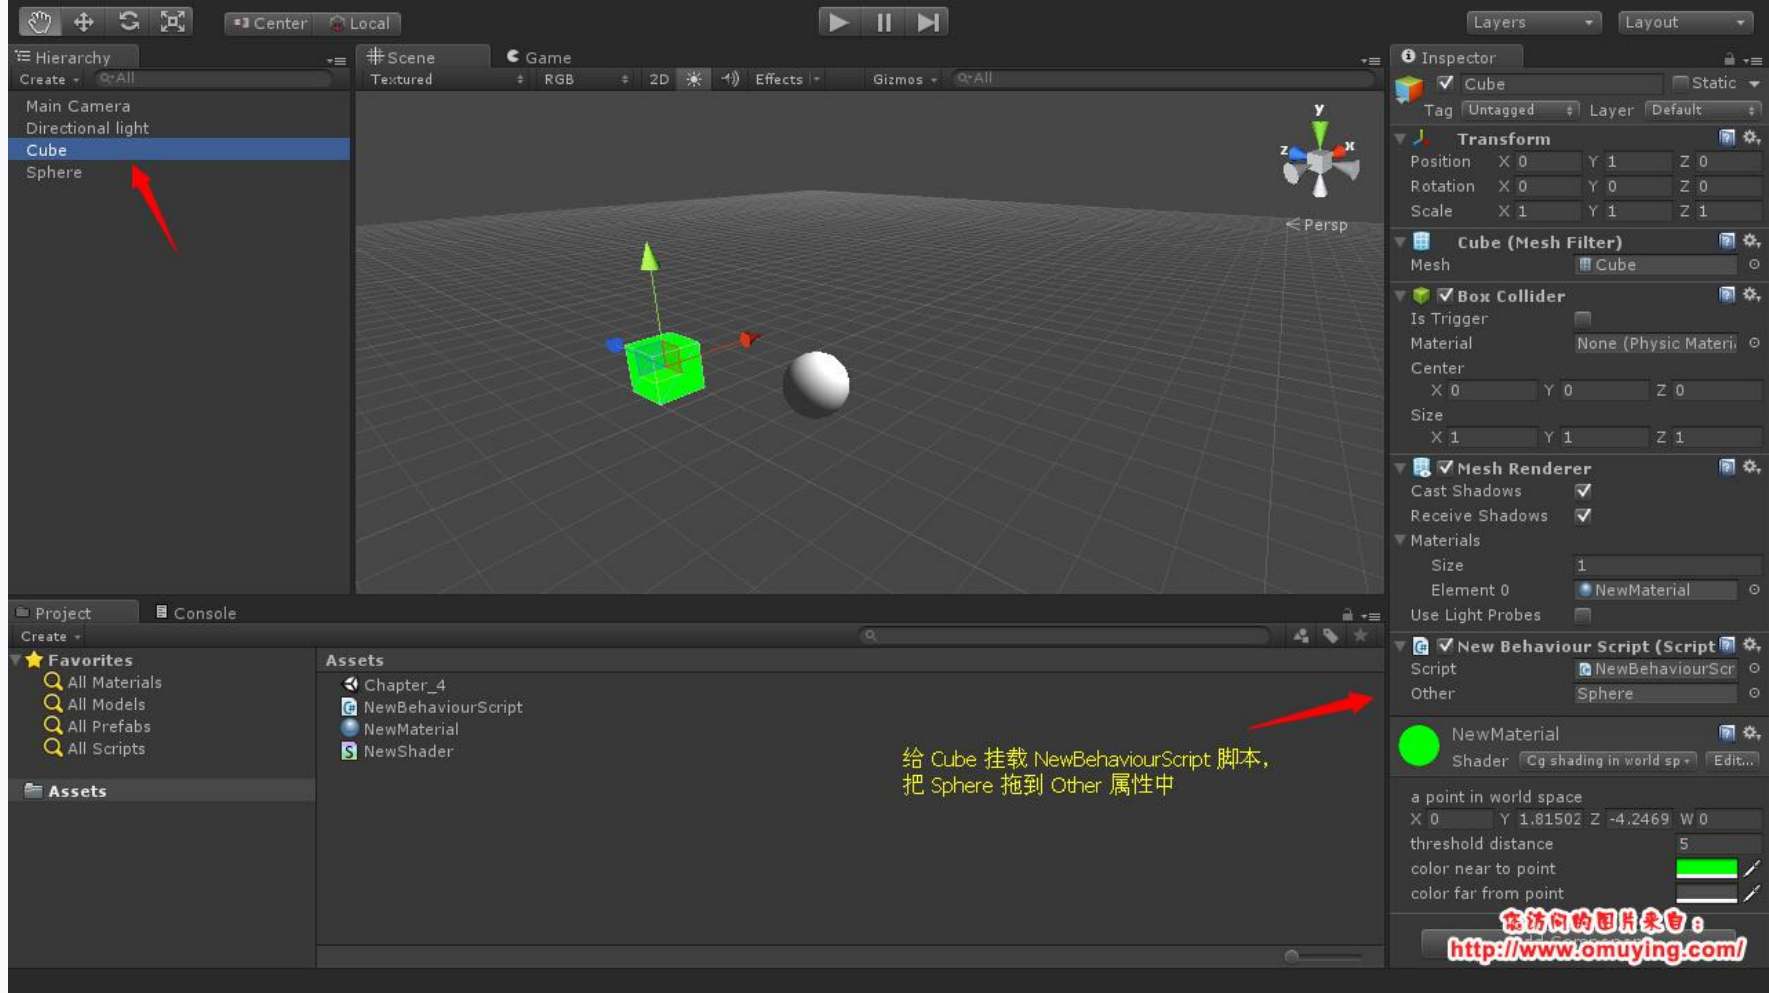 Center
Local
Layers
Layout
Hierarchy
Create
All
Main Camera
Directional light
Cube
Sphere
Scene
Game
Textured
RGB
2D
Effects
Gizmos
All
y
z
x
Persp
Inspector
Cube
Static
Tag Untagged Layer Default
Transform
Position X 0 Y 1 Z 0
Rotation X 0 Y 0 Z 0
Scale X 1 Y 1 Z 1
Cube (Mesh Filter)
Mesh Cube
Box Collider
Is Trigger
Material None (Physic Materi
Center
X 0 Y 0 Z 0
Size
X 1 Y 1 Z 1
Mesh Renderer
Cast Shadows
Receive Shadows
Materials
Size 1
Element 0 NewMaterial
Use Light Probes
New Behaviour Script (Script
Script NewBehaviourScr
Other Sphere
NewMaterial
Shader Cg shading in world sp Edit...
a point in world space
X 0 Y 1.81502 Z -4.2469 W 0
threshold distance 5
color near to point
color far from point
您访问的图片来自：
http://www.omuying.com/
Project
Console
Create
Favorites
All Materials
All Models
All Prefabs
All Scripts
Assets
Assets
Chapter_4
NewBehaviourScript
NewMaterial
NewShader
给 Cube 挂载 NewBehaviourScript 脚本，
把 Sphere 拖到 Other 属性中